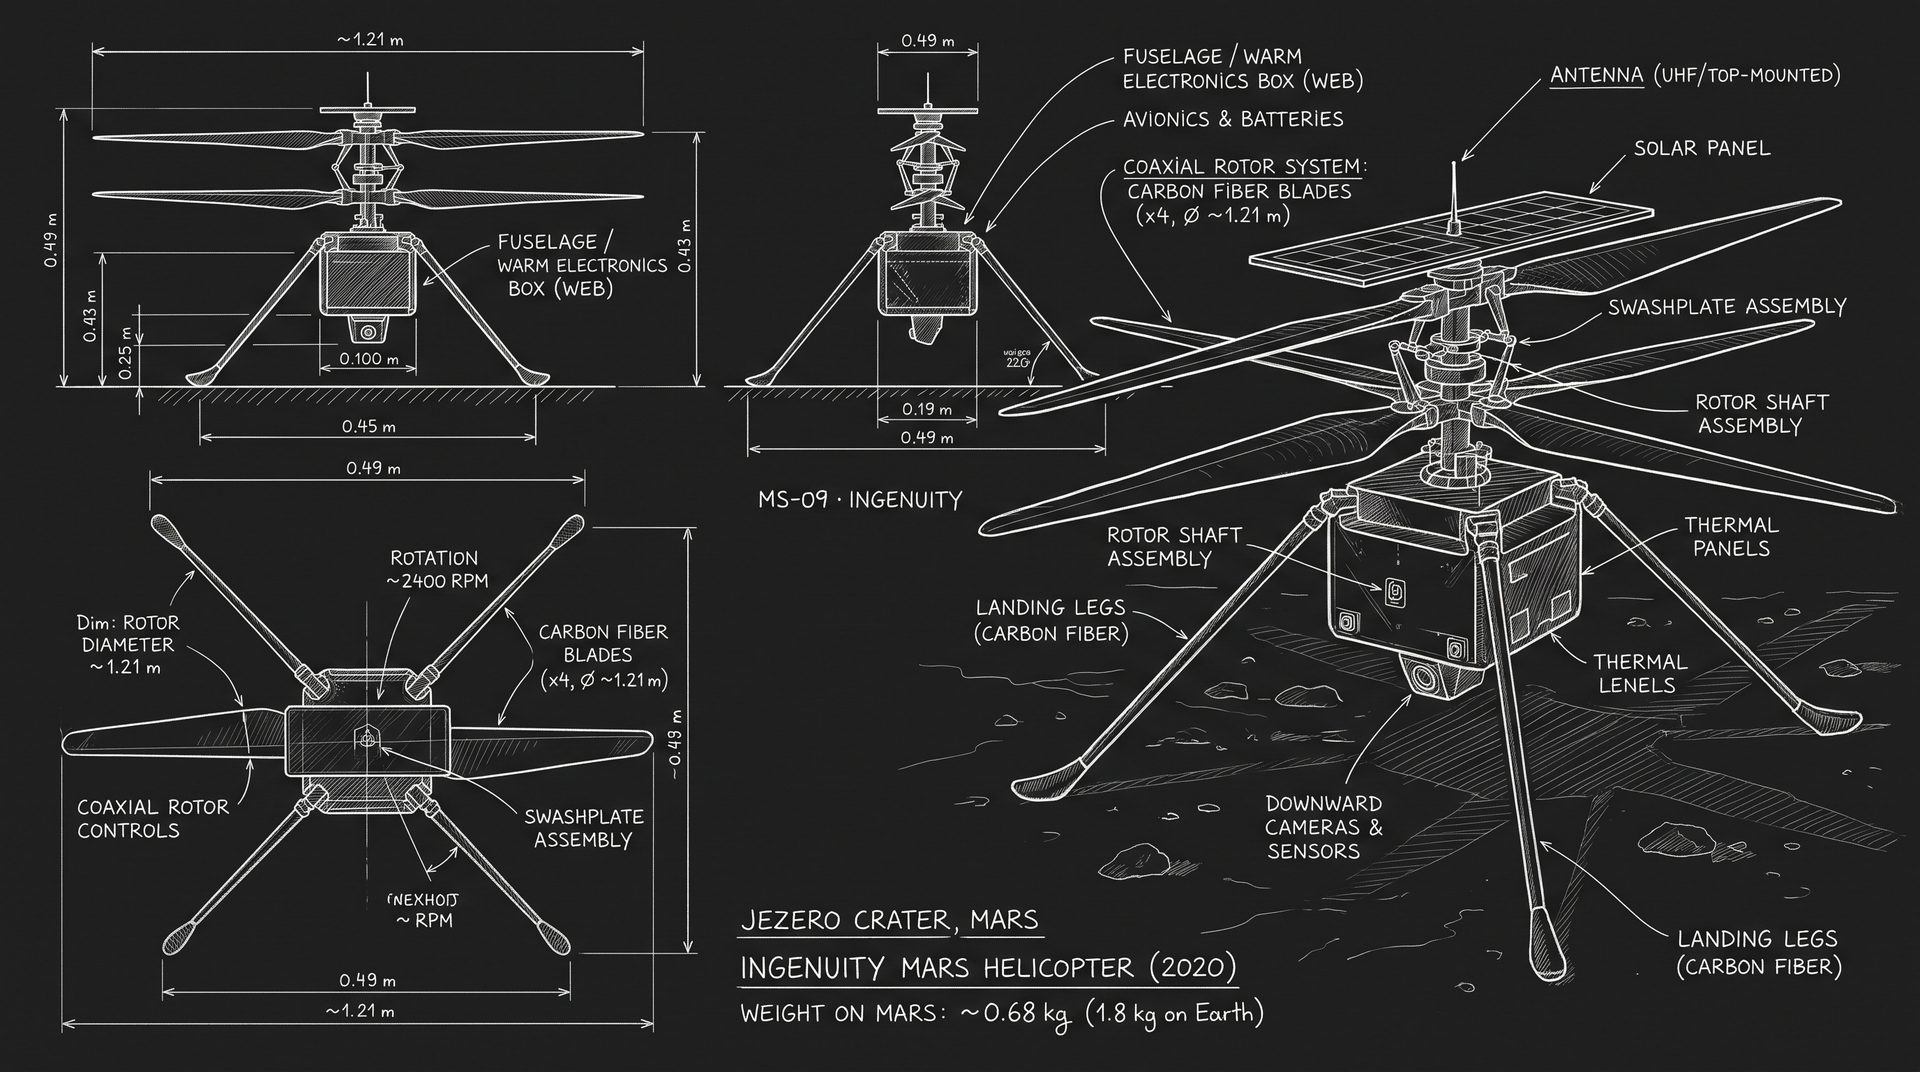 ~1.21 m
0.49 m
0.43 m
0.25 m
0.43 m
FUSELAGE /
WARM ELECTRONICS
BOX (WEB)
0.100 m
0.45 m
0.49 m
FUSELAGE / WARM
ELECTRONICS BOX (WEB)
AVIONICS & BATTERIES
COAXIAL ROTOR SYSTEM:
CARBON FIBER BLADES
(x4, Ø ~1.21 m)
0.19 m
0.49 m
MS-09 · INGENUITY
ANTENNA (UHF/TOP-MOUNTED)
SOLAR PANEL
SWASHPLATE ASSEMBLY
ROTOR SHAFT
ASSEMBLY
ROTOR SHAFT
ASSEMBLY
THERMAL
PANELS
LANDING LEGS
(CARBON FIBER)
THERMAL
LENELS
DOWNWARD
CAMERAS &
SENSORS
LANDING LEGS
(CARBON FIBER)
0.49 m
ROTATION
~2400 RPM
Dim: ROTOR
DIAMETER
~1.21 m
CARBON FIBER
BLADES
(x4, Ø ~1.21 m)
~0.49 m
COAXIAL ROTOR
CONTROLS
SWASHPLATE
ASSEMBLY
~ RPM
0.49 m
~1.21 m
JEZERO CRATER, MARS
INGENUITY MARS HELICOPTER (2020)
WEIGHT ON MARS: ~0.68 kg (1.8 kg on Earth)